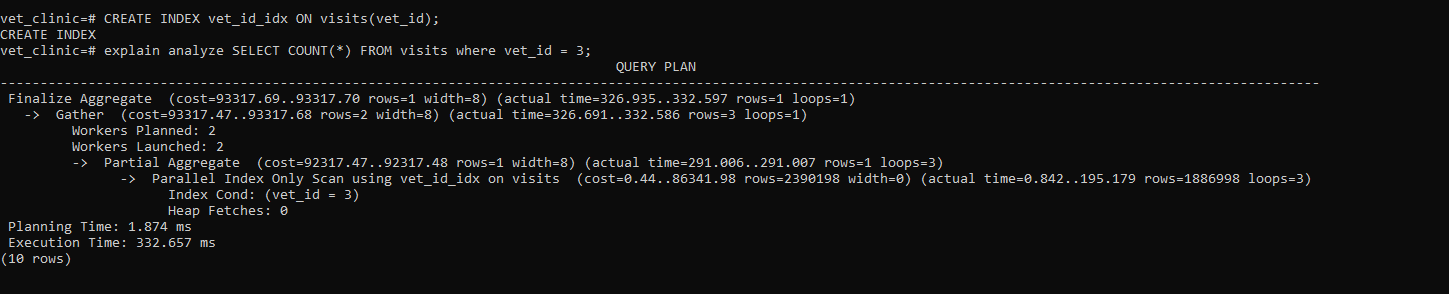 vet_clinic=# CREATE INDEX vet_id_idx ON visits(vet_id);
CREATE INDEX
vet_clinic=# explain analyze SELECT COUNT(*) FROM visits where vet_id = 3;
QUERY PLAN
--------------------------------------------------------------------------------------------------------------------------------------------------------------------
Finalize Aggregate  (cost=93317.69..93317.70 rows=1 width=8) (actual time=326.935..332.597 rows=1 loops=1)
  ->  Gather  (cost=93317.47..93317.68 rows=2 width=8) (actual time=326.691..332.586 rows=3 loops=1)
        Workers Planned: 2
        Workers Launched: 2
        ->  Partial Aggregate  (cost=92317.47..92317.48 rows=1 width=8) (actual time=291.006..291.007 rows=1 loops=3)
              ->  Parallel Index Only Scan using vet_id_idx on visits  (cost=0.44..86341.98 rows=2390198 width=0) (actual time=0.842..195.179 rows=1886998 loops=3)
                    Index Cond: (vet_id = 3)
                    Heap Fetches: 0
Planning Time: 1.874 ms
Execution Time: 332.657 ms
(10 rows)